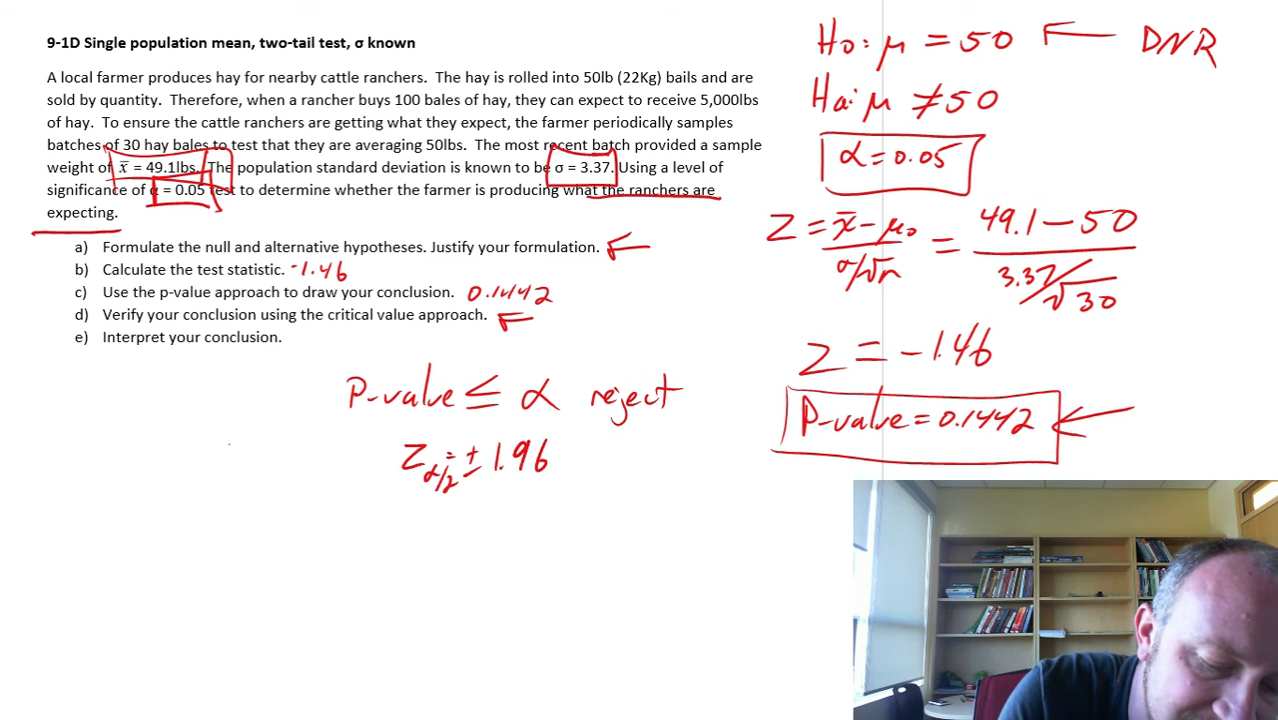 9-1D Single population mean, two-tail test, σ known
A local farmer produces hay for nearby cattle ranchers.  The hay is rolled into 50lb (22Kg) bails and are
sold by quantity.  Therefore, when a rancher buys 100 bales of hay, they can expect to receive 5,000lbs
of hay.  To ensure the cattle ranchers are getting what they expect, the farmer periodically samples
batches of 30 hay bales to test that they are averaging 50lbs.  The most recent batch provided a sample
weight of x̄ = 49.1lbs.  The population standard deviation is known to be σ = 3.37. Using a level of
significance of α = 0.05 test to determine whether the farmer is producing what the ranchers are
expecting.
a) Formulate the null and alternative hypotheses. Justify your formulation. ←
b) Calculate the test statistic. -1.46
c) Use the p-value approach to draw your conclusion. 0.1442
d) Verify your conclusion using the critical value approach. ←
e) Interpret your conclusion.
P-value ≤ α reject
Z α/2 = ± 1.96
Ho: μ = 50 ← DNR
Ha: μ ≠ 50
α = 0.05
Z = (x̄ - μ₀) / (σ/√n) = (49.1 - 50) / (3.37/√30)
Z = -1.46
P-value = 0.1442 ←